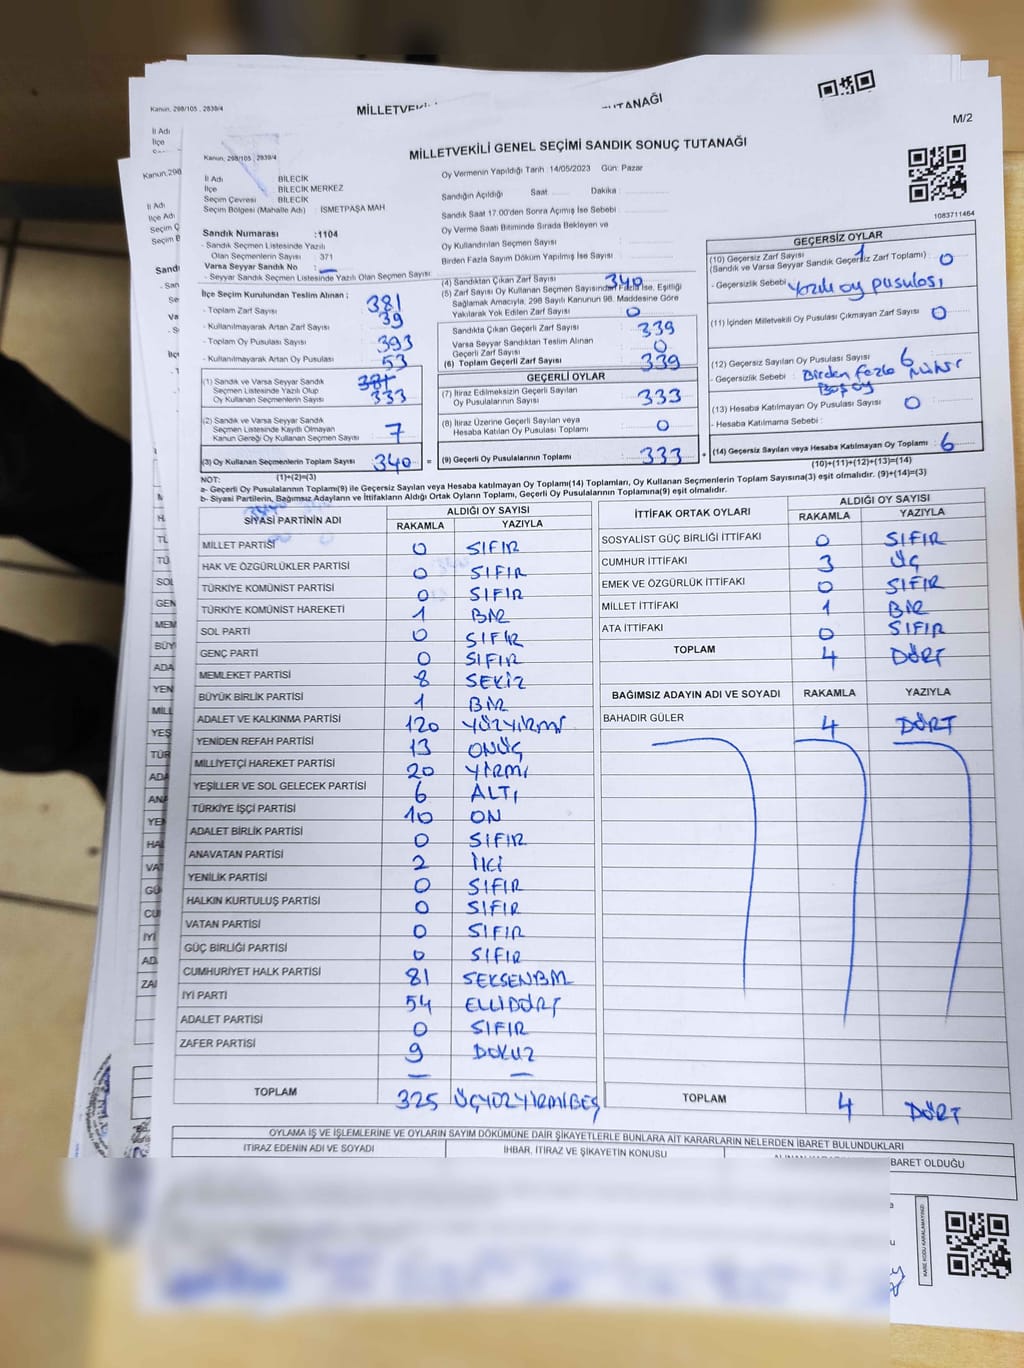 Kanun, 298/105 , 2839/4
M/2
MİLLETVEKİLİ GENEL SEÇİMİ SANDIK SONUÇ TUTANAĞI
Kanun, 298/105 , 2839/4
İl Adı : BİLECİK
İlçe : BİLECİK MERKEZ
Seçim Çevresi : BİLECİK
Seçim Bölgesi (Mahalle Adı) : İSMETPAŞA MAH
Sandık Numarası :1104
- Sandık Seçmen Listesinde Yazılı
Olan Seçmenlerin Sayısı : 371
Varsa Seyyar Sandık No : —
- Seyyar Sandık Seçmen Listesinde Yazılı Olan Seçmen Sayısı
Oy Vermenin Yapıldığı Tarih 14/05/2023 Gün: Pazar
Sandığın Açıldığı Saat ...... Dakika :
Sandık Saat 17.00'den Sonra Açılmış İse Sebebi :
Oy Verme Saati Bitiminde Sırada Bekleyen ve
Oy Kullandırılan Seçmen Sayısı :
Birden Fazla Sayım Döküm Yapılmış İse Sayısı :
1083711464
İlçe Seçim Kurulundan Teslim Alınan ;
- Toplam Zarf Sayısı : 381
- Kullanılmayarak Artan Zarf Sayısı : 39
- Toplam Oy Pusulası Sayısı : 393
- Kullanılmayarak Artan Oy Pusulası : 53
(1) Sandık ve Varsa Seyyar Sandık
Seçmen Listesinde Yazılı Olup
Oy Kullanan Seçmenlerin Sayısı : 333
(2) Sandık ve Varsa Seyyar Sandık
Seçmen Listesinde Kayıtlı Olmayan
Kanun Gereği Oy Kullanan Seçmen Sayısı : 7
(3) Oy Kullanan Seçmenlerin Toplam Sayısı : 340
(1)+(2)=(3)
(4) Sandıktan Çıkan Zarf Sayısı : 340
(5) Zarf Sayısı Oy Kullanan Seçmen Sayısından Fazla İse, Eşitliği
Sağlamak Amacıyla, 298 Sayılı Kanunun 98. Maddesine Göre
Yakılarak Yok Edilen Zarf Sayısı : 0
Sandıkta Çıkan Geçerli Zarf Sayısı : 339
Varsa Seyyar Sandıktan Teslim Alınan
Geçerli Zarf Sayısı : 0
(6) Toplam Geçerli Zarf Sayısı : 339
GEÇERLİ OYLAR
(7) İtiraz Edilmeksizin Geçerli Sayılan
Oy Pusulalarının Sayısı : 333
(8) İtiraz Üzerine Geçerli Sayılan veya
Hesaba Katılan Oy Pusulası Toplamı : 0
(9) Geçerli Oy Pusulalarının Toplamı : 333
GEÇERSİZ OYLAR
(10) Geçersiz Zarf Sayısı 1
(Sandık ve Varsa Seyyar Sandık Geçersiz Zarf Toplamı) : 0
- Geçersizlik Sebebi : Yazılı oy pusulası
(11) İçinden Milletvekili Oy Pusulası Çıkmayan Zarf Sayısı : 0
(12) Geçersiz Sayılan Oy Pusulası Sayısı : 6
- Geçersizlik Sebebi : Birden fazla mühür
Boş oy
(13) Hesaba Katılmayan Oy Pusulası Sayısı : 0
- Hesaba Katılmama Sebebi :
(14) Geçersiz Sayılan veya Hesaba Katılmayan Oy Toplamı : 6
(10)+(11)+(12)+(13)=(14)
NOT:
a- Geçerli Oy Pusulalarının Toplamı(9) ile Geçersiz Sayılan veya Hesaba katılmayan Oy Toplamı(14) Toplamları, Oy Kullanan Seçmenlerin Toplam Sayısına(3) eşit olmalıdır. (9)+(14)=(3)
b- Siyasi Partilerin, Bağımsız Adayların ve İttifakların Aldığı Ortak Oyların Toplamı, Geçerli Oy Pusulalarının Toplamına(9) eşit olmalıdır.
SİYASİ PARTİNİN ADI ALDIĞI OY SAYISI
RAKAMLA YAZIYLA
MİLLET PARTİSİ 0 SIFIR
HAK VE ÖZGÜRLÜKLER PARTİSİ 0 SIFIR
TÜRKİYE KOMÜNİST PARTİSİ 0 SIFIR
TÜRKİYE KOMÜNİST HAREKETİ 1 BİR
SOL PARTİ 0 SIFIR
GENÇ PARTİ 0 SIFIR
MEMLEKET PARTİSİ 8 SEKİZ
BÜYÜK BİRLİK PARTİSİ 1 BİR
ADALET VE KALKINMA PARTİSİ 120 YÜZYİRMİ
YENİDEN REFAH PARTİSİ 13 ONÜÇ
MİLLİYETÇİ HAREKET PARTİSİ 20 YİRMİ
YEŞİLLER VE SOL GELECEK PARTİSİ 6 ALTI
TÜRKİYE İŞÇİ PARTİSİ 10 ON
ADALET BİRLİK PARTİSİ 0 SIFIR
ANAVATAN PARTİSİ 2 İKİ
YENİLİK PARTİSİ 0 SIFIR
HALKIN KURTULUŞ PARTİSİ 0 SIFIR
VATAN PARTİSİ 0 SIFIR
GÜÇ BİRLİĞİ PARTİSİ 0 SIFIR
CUMHURİYET HALK PARTİSİ 81 SEKSENBİR
İYİ PARTİ 54 ELLİDÖRT
ADALET PARTİSİ 0 SIFIR
ZAFER PARTİSİ 9 DOKUZ
— —
TOPLAM 325 ÜÇYÜZYİRMİBEŞ
İTTİFAK ORTAK OYLARI ALDIĞI OY SAYISI
RAKAMLA YAZIYLA
SOSYALİST GÜÇ BİRLİĞİ İTTİFAKI 0 SIFIR
CUMHUR İTTİFAKI 3 ÜÇ
EMEK VE ÖZGÜRLÜK İTTİFAKI 0 SIFIR
MİLLET İTTİFAKI 1 BİR
ATA İTTİFAKI 0 SIFIR
TOPLAM 4 DÖRT
BAĞIMSIZ ADAYIN ADI VE SOYADI RAKAMLA YAZIYLA
BAHADIR GÜLER 4 DÖRT
TOPLAM 4 DÖRT
OYLAMA İŞ VE İŞLEMLERİNE VE OYLARIN SAYIM DÖKÜMÜNE DAİR ŞİKAYETLERLE BUNLARA AİT KARARLARIN NELERDEN İBARET BULUNDUKLARI
İTİRAZ EDENİN ADI VE SOYADI İHBAR, İTİRAZ VE ŞİKAYETİN KONUSU BARET OLDUĞU